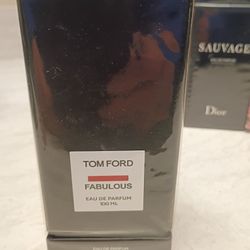 SAUVAGE
Dior
TOM FORD
FABULOUS
EAU DE PARFUM
100 ML